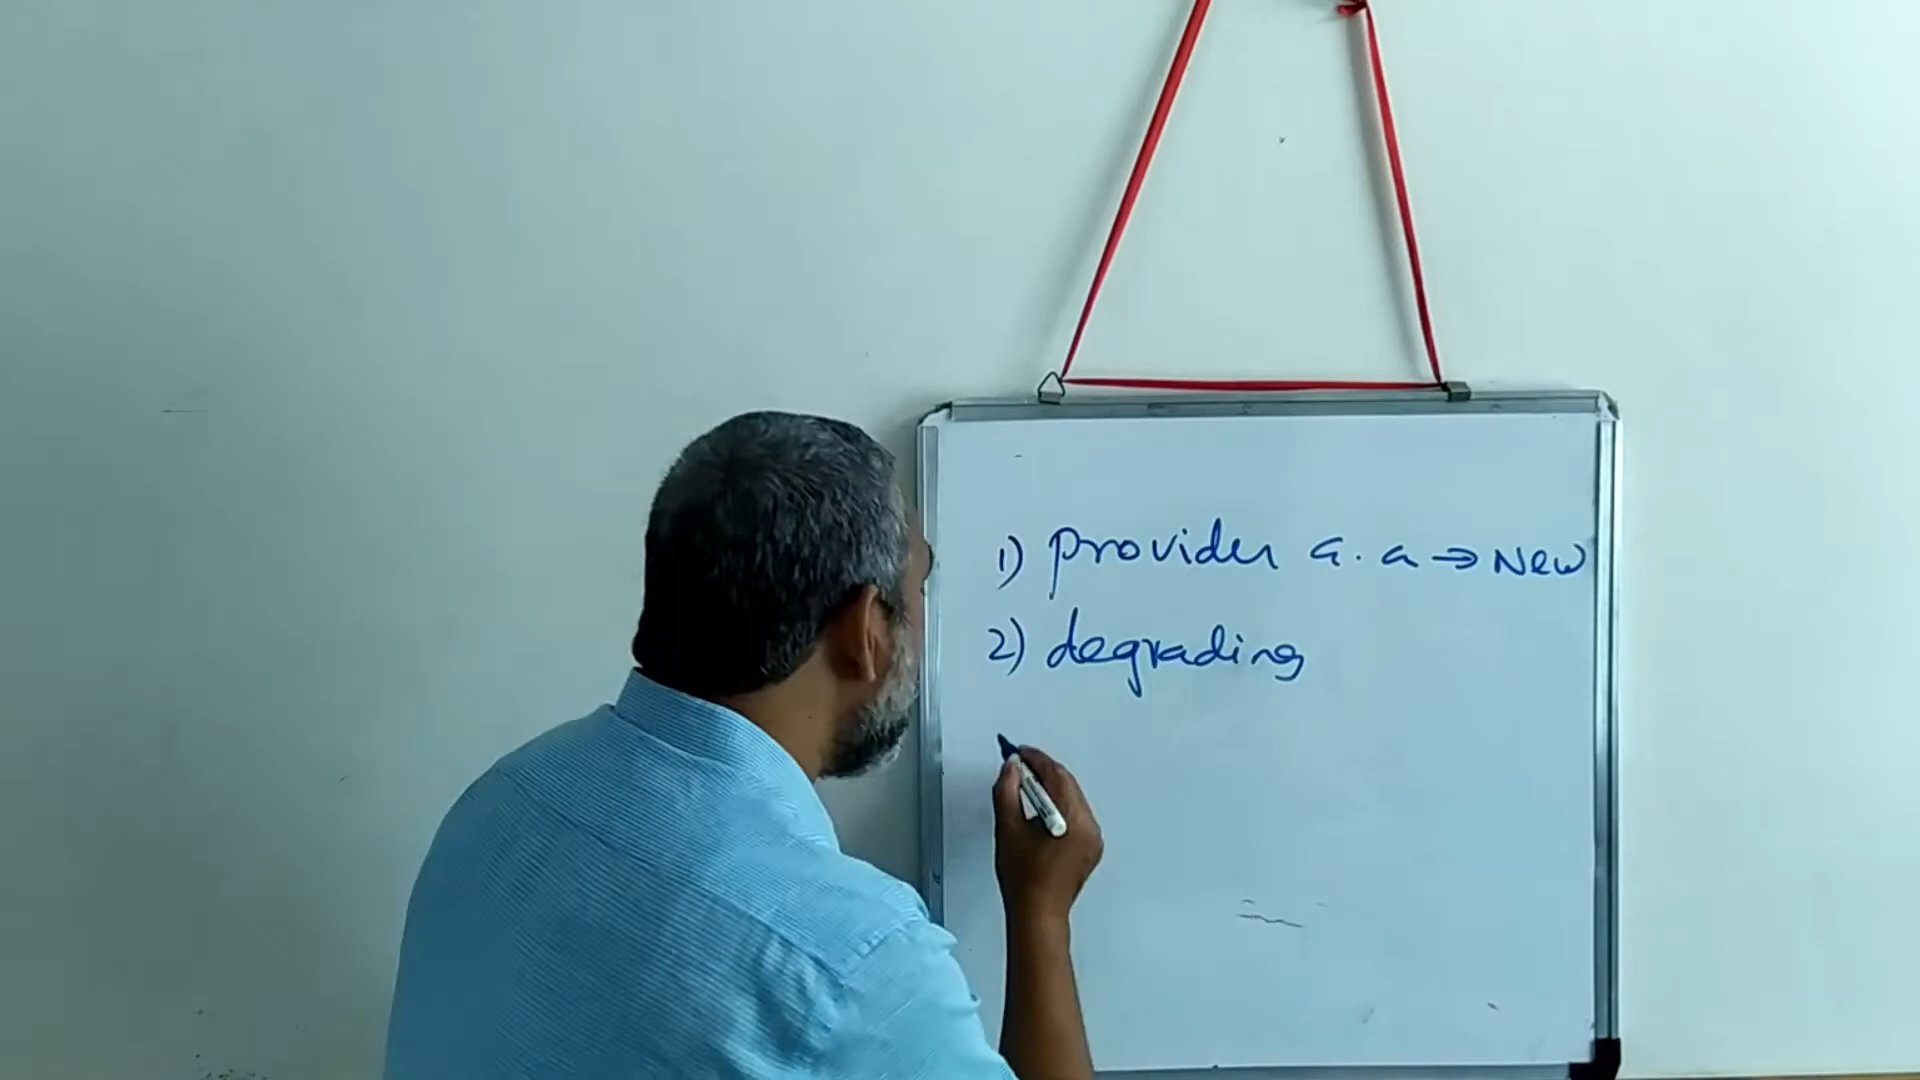 1) provider a.a → New
2) degrading